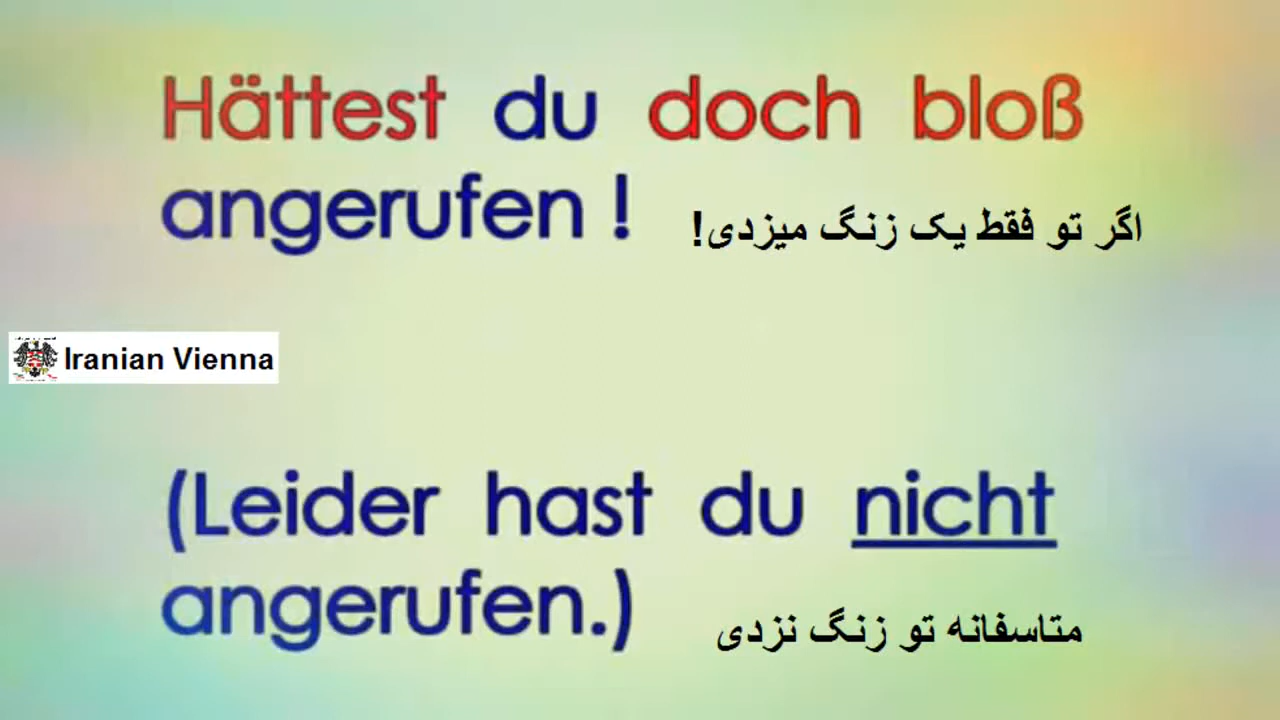 Hättest du doch bloß
angerufen !
اگر تو فقط یک زنگ میزدی!
Iranian Vienna
(Leider hast du nicht
angerufen.)
متاسفانه تو زنگ نزدی